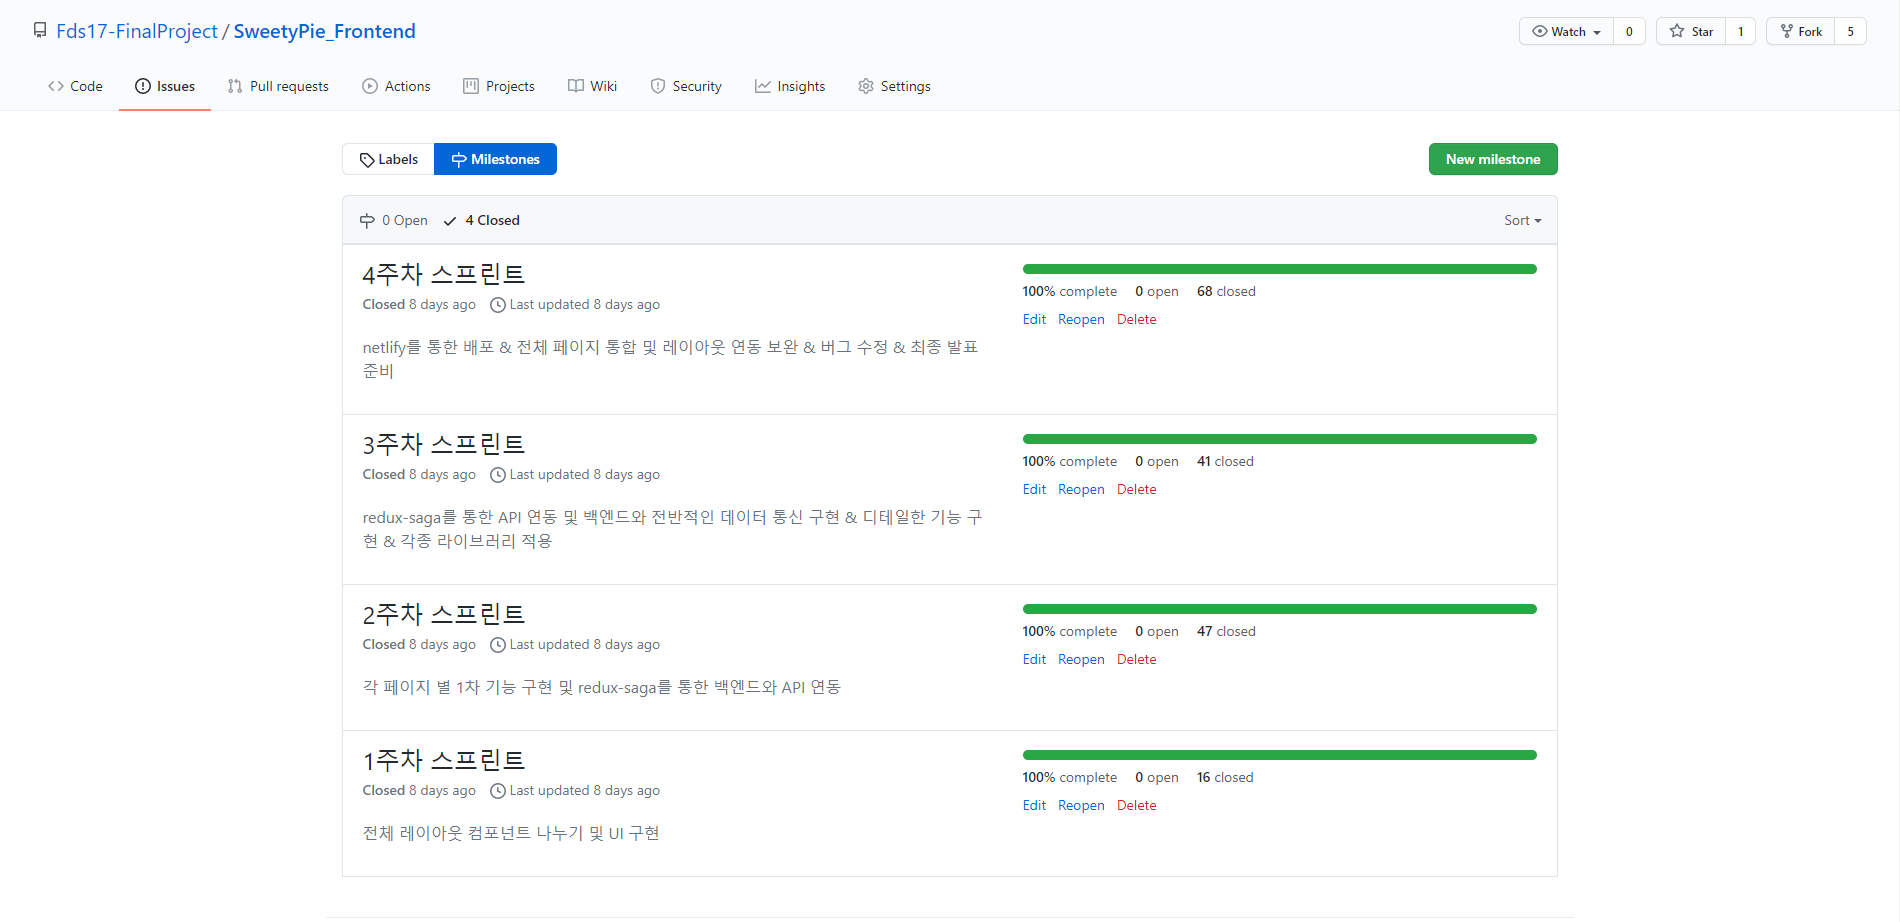 Fds17-FinalProject / SweetyPie_Frontend
Watch 0 Star 1 Fork 5
Code Issues Pull requests Actions Projects Wiki Security Insights Settings
Labels Milestones New milestone
0 Open 4 Closed Sort
4주차 스프린트
Closed 8 days ago Last updated 8 days ago
netlify를 통한 배포 & 전체 페이지 통합 및 레이아웃 연동 보완 & 버그 수정 & 최종 발표
준비
100% complete 0 open 68 closed
Edit Reopen Delete
3주차 스프린트
Closed 8 days ago Last updated 8 days ago
redux-saga를 통한 API 연동 및 백엔드와 전반적인 데이터 통신 구현 & 디테일한 기능 구
현 & 각종 라이브러리 적용
100% complete 0 open 41 closed
Edit Reopen Delete
2주차 스프린트
Closed 8 days ago Last updated 8 days ago
각 페이지 별 1차 기능 구현 및 redux-saga를 통한 백엔드와 API 연동
100% complete 0 open 47 closed
Edit Reopen Delete
1주차 스프린트
Closed 8 days ago Last updated 8 days ago
전체 레이아웃 컴포넌트 나누기 및 UI 구현
100% complete 0 open 16 closed
Edit Reopen Delete